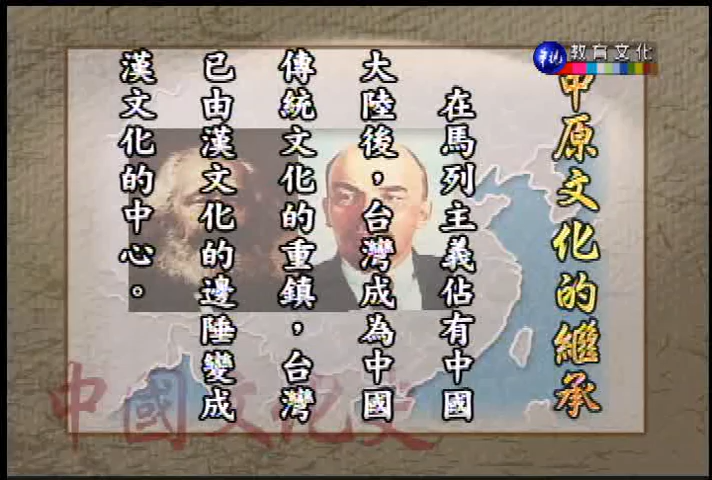 華視 教育文化
中原文化的繼承
在馬列主義佔有中國
大陸後，台灣成為中國
傳統文化的重鎮，台灣
已由漢文化的邊陲變成
漢文化的中心。
中國文化史